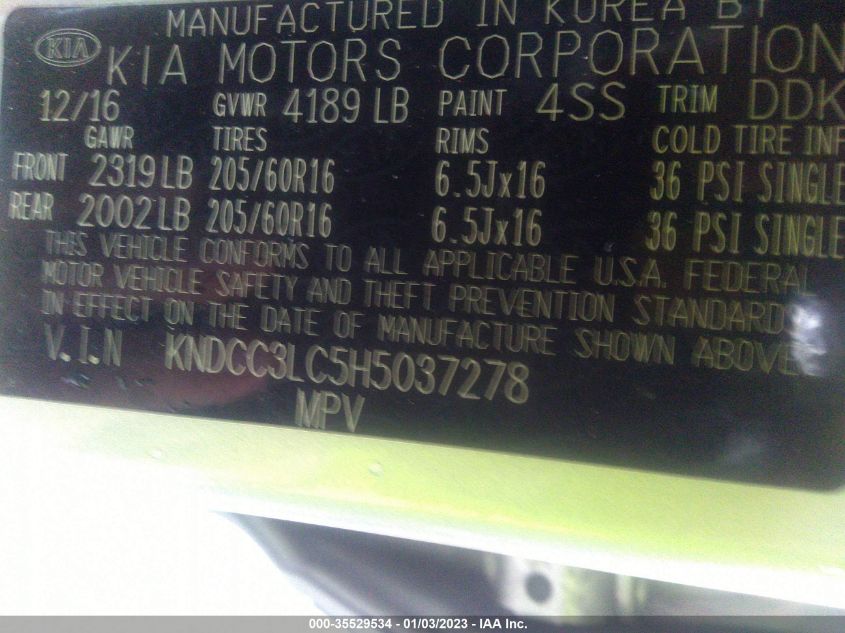 MANUFACTURED IN KOREA BY
KIA KIA MOTORS CORPORATION
12/16 GVWR 4189 LB PAINT 4SS TRIM DDK
GAWR TIRES RIMS COLD TIRE INF
FRONT 2319 LB 205/60R16 6.5Jx16 36 PSI SINGLE
REAR 2002 LB 205/60R16 6.5Jx16 36 PSI SINGLE
THIS VEHICLE CONFORMS TO ALL APPLICABLE U.S.A. FEDERAL
MOTOR VEHICLE SAFETY AND THEFT PREVENTION STANDARDS
IN EFFECT ON THE DATE OF MANUFACTURE SHOWN ABOVE.
V.I.N KNDCC3LC5H5037278
MPV
000-35529534 - 01/03/2023 - IAA Inc.